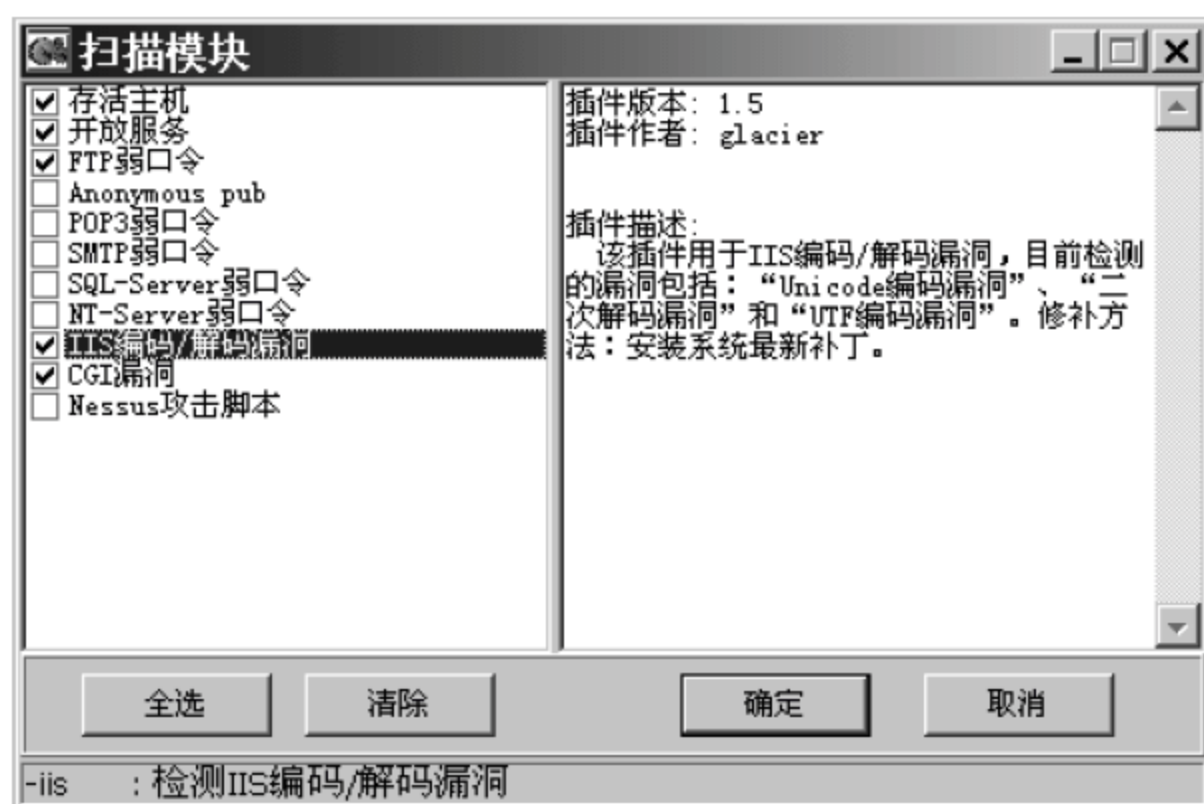 扫描模块
存活主机
开放服务
FTP弱口令
Anonymous pub
POP3弱口令
SMTP弱口令
SQL-Server弱口令
NT-Server弱口令
IIS编码/解码漏洞
CGI漏洞
Nessus攻击脚本
插件版本: 1.5
插件作者: glacier
插件描述:
该插件用于IIS编码/解码漏洞，目前检测
的漏洞包括：“Unicode编码漏洞”、“二
次解码漏洞”和“UTF编码漏洞”。修补方
法：安装系统最新补丁。
全选
清除
确定
取消
-iis : 检测IIS编码/解码漏洞